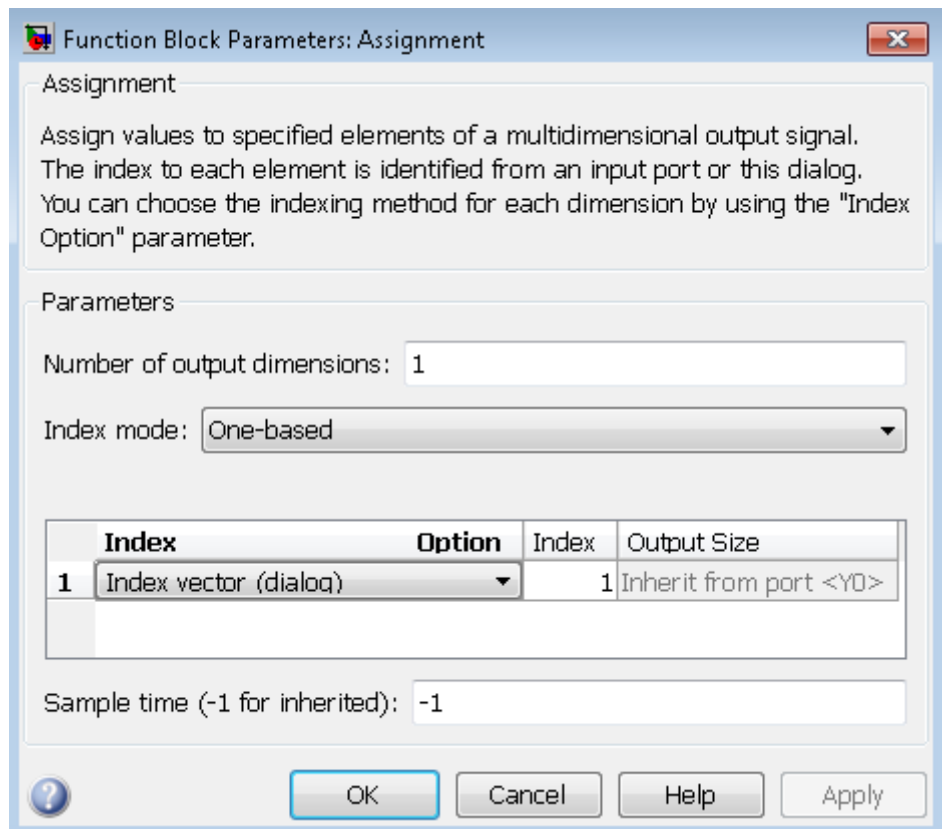 Function Block Parameters: Assignment
Assignment
Assign values to specified elements of a multidimensional output signal.
The index to each element is identified from an input port or this dialog.
You can choose the indexing method for each dimension by using the "Index
Option" parameter.
Parameters
Number of output dimensions: 1
Index mode: One-based
Index Option Index Output Size
1 Index vector (dialog) 1 Inherit from port <Y0>
Sample time (-1 for inherited): -1
OK Cancel Help Apply